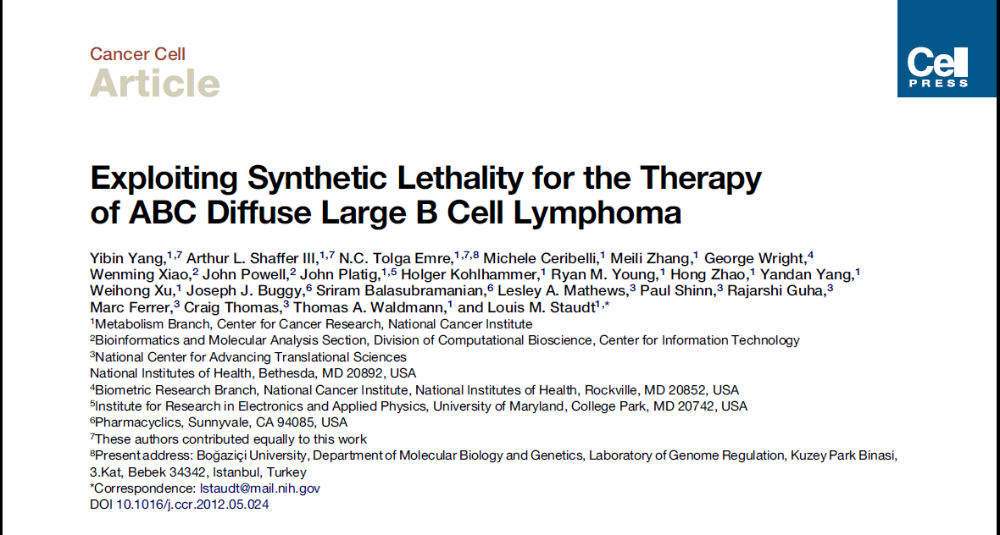 Cancer Cell
Article
Cell
PRESS
Exploiting Synthetic Lethality for the Therapy
of ABC Diffuse Large B Cell Lymphoma
Yibin Yang,1,7 Arthur L. Shaffer III,1,7 N.C. Tolga Emre,1,7,8 Michele Ceribelli,1 Meili Zhang,1 George Wright,4
Wenming Xiao,2 John Powell,2 John Platig,1,5 Holger Kohlhammer,1 Ryan M. Young,1 Hong Zhao,1 Yandan Yang,1
Weihong Xu,1 Joseph J. Buggy,6 Sriram Balasubramanian,6 Lesley A. Mathews,3 Paul Shinn,3 Rajarshi Guha,3
Marc Ferrer,3 Craig Thomas,3 Thomas A. Waldmann,1 and Louis M. Staudt1,*
1Metabolism Branch, Center for Cancer Research, National Cancer Institute
2Bioinformatics and Molecular Analysis Section, Division of Computational Bioscience, Center for Information Technology
3National Center for Advancing Translational Sciences
National Institutes of Health, Bethesda, MD 20892, USA
4Biometric Research Branch, National Cancer Institute, National Institutes of Health, Rockville, MD 20852, USA
5Institute for Research in Electronics and Applied Physics, University of Maryland, College Park, MD 20742, USA
6Pharmacyclics, Sunnyvale, CA 94085, USA
7These authors contributed equally to this work
8Present address: Boğaziçi University, Department of Molecular Biology and Genetics, Laboratory of Genome Regulation, Kuzey Park Binasi,
3.Kat, Bebek 34342, Istanbul, Turkey
*Correspondence: lstaudt@mail.nih.gov
DOI 10.1016/j.ccr.2012.05.024